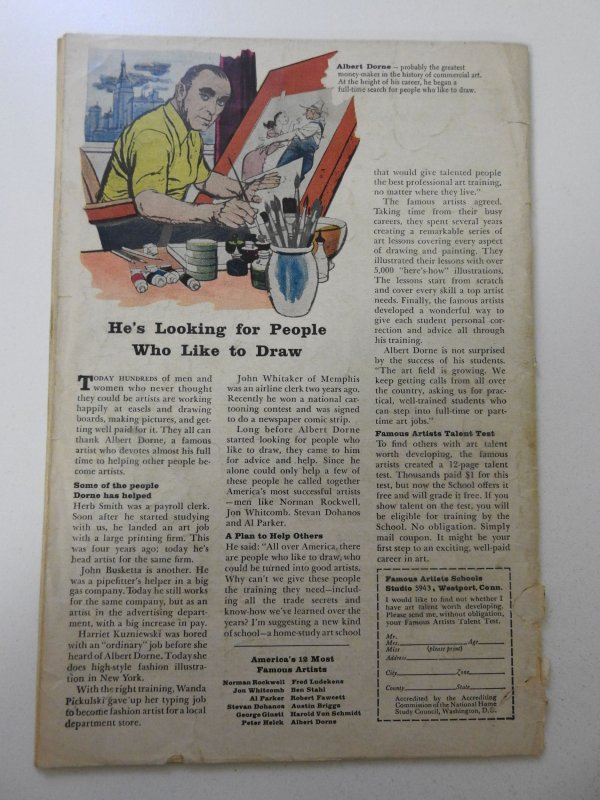 Albert Dorne – probably the greatest
money-maker in the history of commercial art.
At the height of his career, he began a
full-time search for people who like to draw.
He's Looking for People
Who Like to Draw
TODAY HUNDREDS of men and
women who never thought
they could be artists are working
happily at easels and drawing
boards, making pictures, and get-
ting well paid for it. They all can
thank Albert Dorne, a famous
artist who devotes almost his full
time to helping other people be-
come artists.
Some of the people
Dorne has helped
Herb Smith was a payroll clerk.
Soon after he started studying
with us, he landed an art job
with a large printing firm. This
was four years ago; today he's
head artist for the same firm.
John Busketta is another. He
was a pipefitter's helper in a big
gas company. Today he still works
for the same company, but as an
artist in the advertising depart-
ment, with a big increase in pay.
Harriet Kuzniewski was bored
with an "ordinary" job before she
heard of Albert Dorne. Today she
does high-style fashion illustra-
tion in New York.
With the right training, Wanda
Pickulski gave up her typing job
to become fashion artist for a local
department store.
John Whitaker of Memphis
was an airline clerk two years ago.
Recently he won a national car-
tooning contest and was signed
to do a newspaper comic strip.
Long before Albert Dorne
started looking for people who
like to draw, they came to him
for advice and help. Since he
alone could only help a few of
these people he called together
America's most successful artists
—men like Norman Rockwell,
Jon Whitcomb, Stevan Dohanos
and Al Parker.
A Plan to Help Others
He said: "All over America, there
are people who like to draw, who
could be turned into good artists.
Why can't we give these people
the training they need—includ-
ing all the trade secrets and
know-how we've learned over the
years? I'm suggesting a new kind
of school—a home-study art school
America's 12 Most
Famous Artists
Norman Rockwell Fred Ludekens
Jon Whitcomb Ben Stahl
Al Parker Robert Fawcett
Stevan Dohanos Austin Briggs
George Giusti Harold Von Schmidt
Peter Helck Albert Dorne
that would give talented people
the best professional art training,
no matter where they live."
The famous artists agreed.
Taking time from their busy
careers, they spent several years
creating a remarkable series of
art lessons covering every aspect
of drawing and painting. They
illustrated their lessons with over
5,000 "here's-how" illustrations.
The lessons start from scratch
and cover every skill a top artist
needs. Finally, the famous artists
developed a wonderful way to
give each student personal cor-
rection and advice all through
his training.
Albert Dorne is not surprised
by the success of his students.
"The art field is growing. We
keep getting calls from all over
the country, asking us for prac-
tical, well-trained students who
can step into full-time or part-
time art jobs."
Famous Artists Talent Test
To find others with art talent
worth developing, the famous
artists created a 12-page talent
test. Thousands paid $1 for this
test, but now the School offers it
free and will grade it free. If you
show talent on the test, you will
be eligible for training by the
School. No obligation. Simply
mail coupon. It might be your
first step to an exciting, well-paid
career in art.
Famous Artists Schools
Studio 5943, Westport, Conn.
I would like to find out whether I
have art talent worth developing.
Please send me, without obligation,
your Famous Artists Talent Test.
Mr.
Mrs. Age
Miss (please print)
Address
City Zone
County State
Accredited by the Accrediting
Commission of the National Home
Study Council, Washington, D.C.